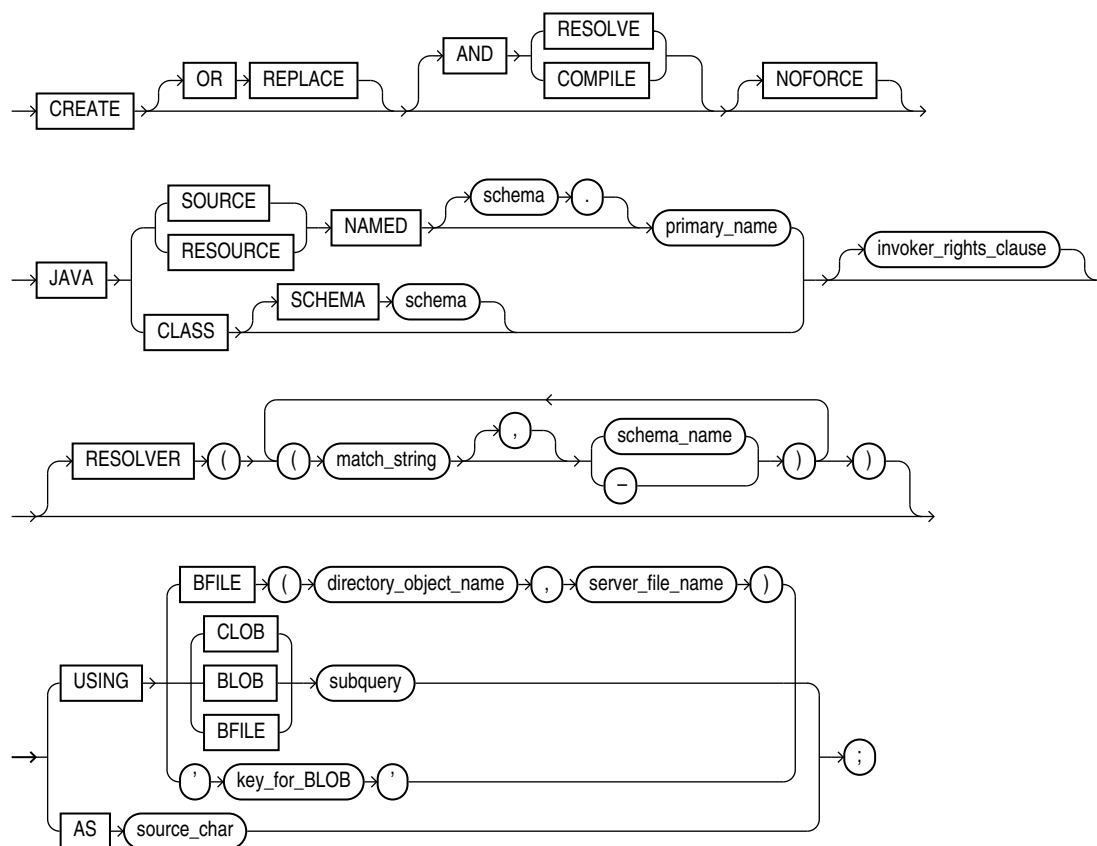 OR REPLACE AND RESOLVE COMPILE NOFORCE
CREATE
SOURCE RESOURCE NAMED schema . primary_name invoker_rights_clause
JAVA
CLASS SCHEMA schema
RESOLVER ( ( match_string , schema_name – ) )
BFILE ( directory_object_name , server_file_name )
CLOB
USING BLOB subquery
BFILE
' key_for_BLOB ' ;
AS source_char